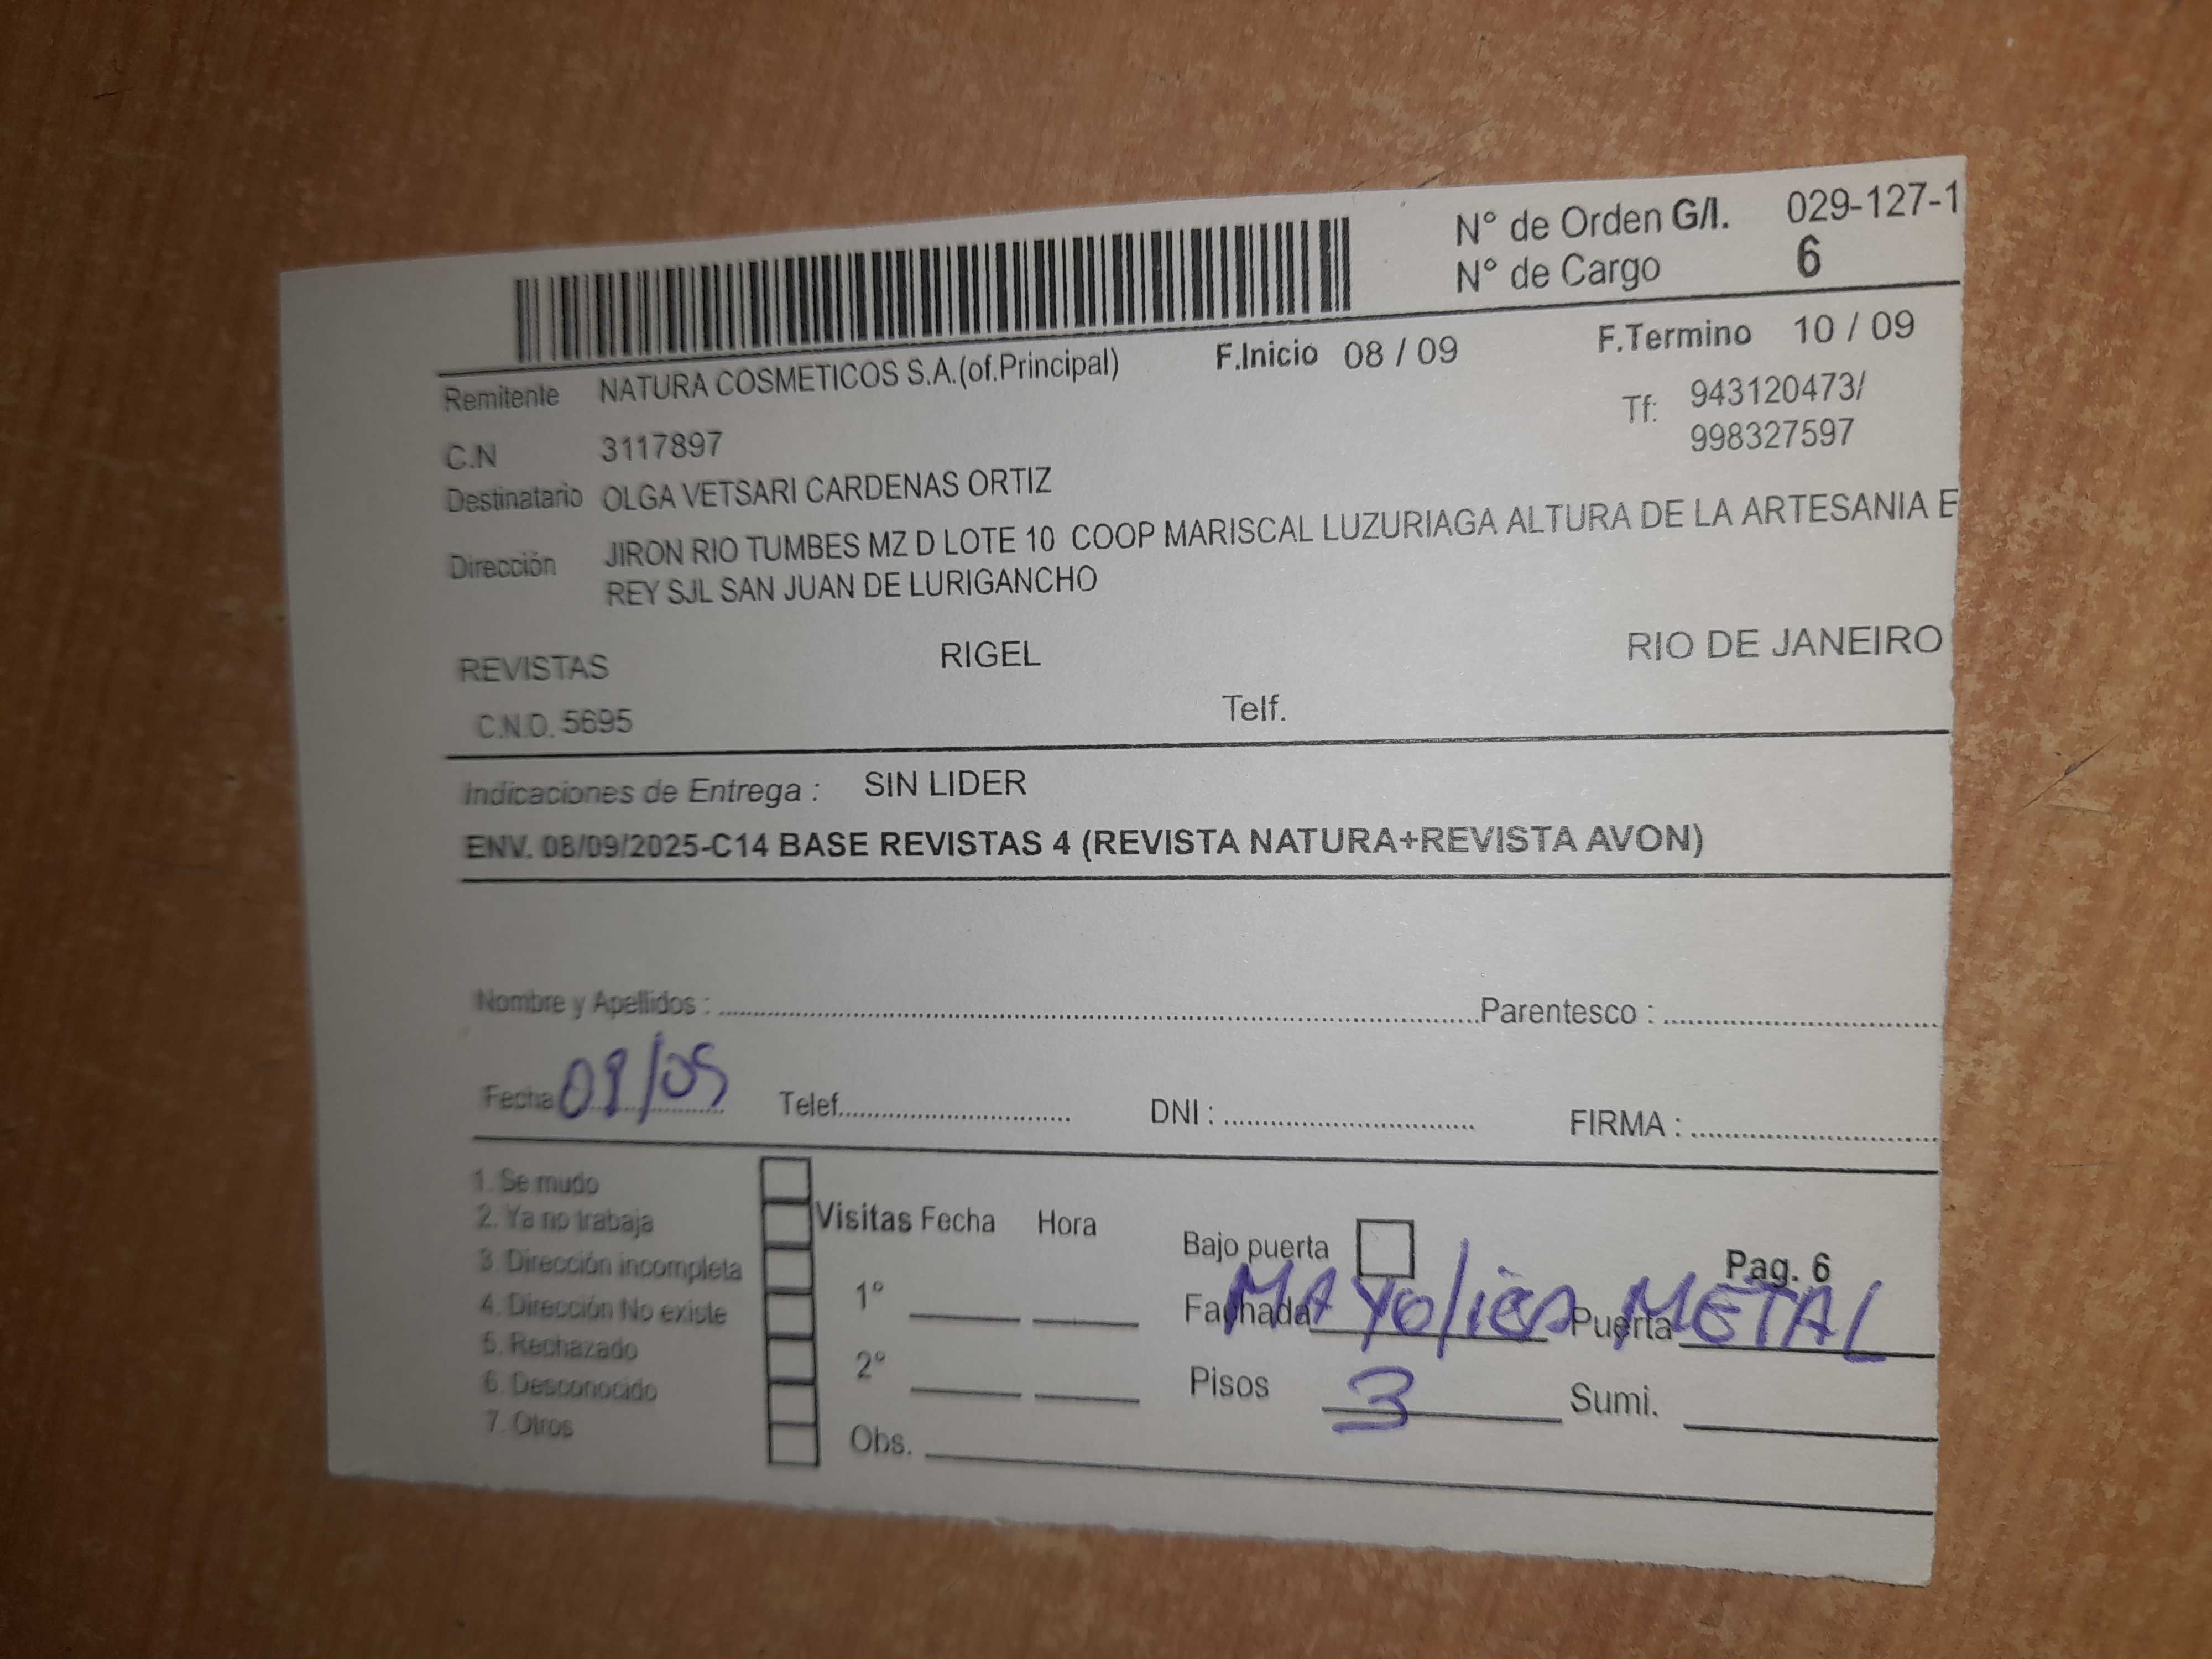 N° de Orden G/I. 029-127-1
N° de Cargo 6
F.Inicio 08 / 09 F.Termino 10 / 09
Remitente NATURA COSMETICOS S.A.(of.Principal)
Tf: 943120473/
998327597
C.N 3117897
Destinatario OLGA VETSARI CARDENAS ORTIZ
Dirección JIRON RIO TUMBES MZ D LOTE 10 COOP MARISCAL LUZURIAGA ALTURA DE LA ARTESANIA E
REY SJL SAN JUAN DE LURIGANCHO
REVISTAS RIGEL RIO DE JANEIRO
C.N.O. 5695 Telf.
Indicaciones de Entrega : SIN LIDER
ENV. 08/09/2025-C14 BASE REVISTAS 4 (REVISTA NATURA+REVISTA AVON)
Nombre y Apellidos : Parentesco :
Fecha 09/09 Telef. DNI : FIRMA :
1. Se mudo
2. Ya no trabaja
3. Dirección incompleta
4. Dirección No existe
5. Rechazado
6. Desconocido
7. Otros
Visitas Fecha Hora
1°
2°
Obs.
Bajo puerta Pag. 6
Fachada MAYOLICA Puerta METAL
Pisos 3 Sumi.